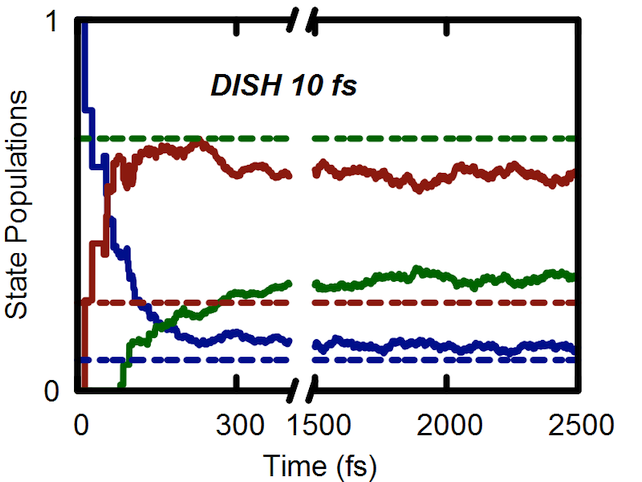 1
DISH 10 fs
State Populations
0
0 300 1500 2000 2500
Time (fs)